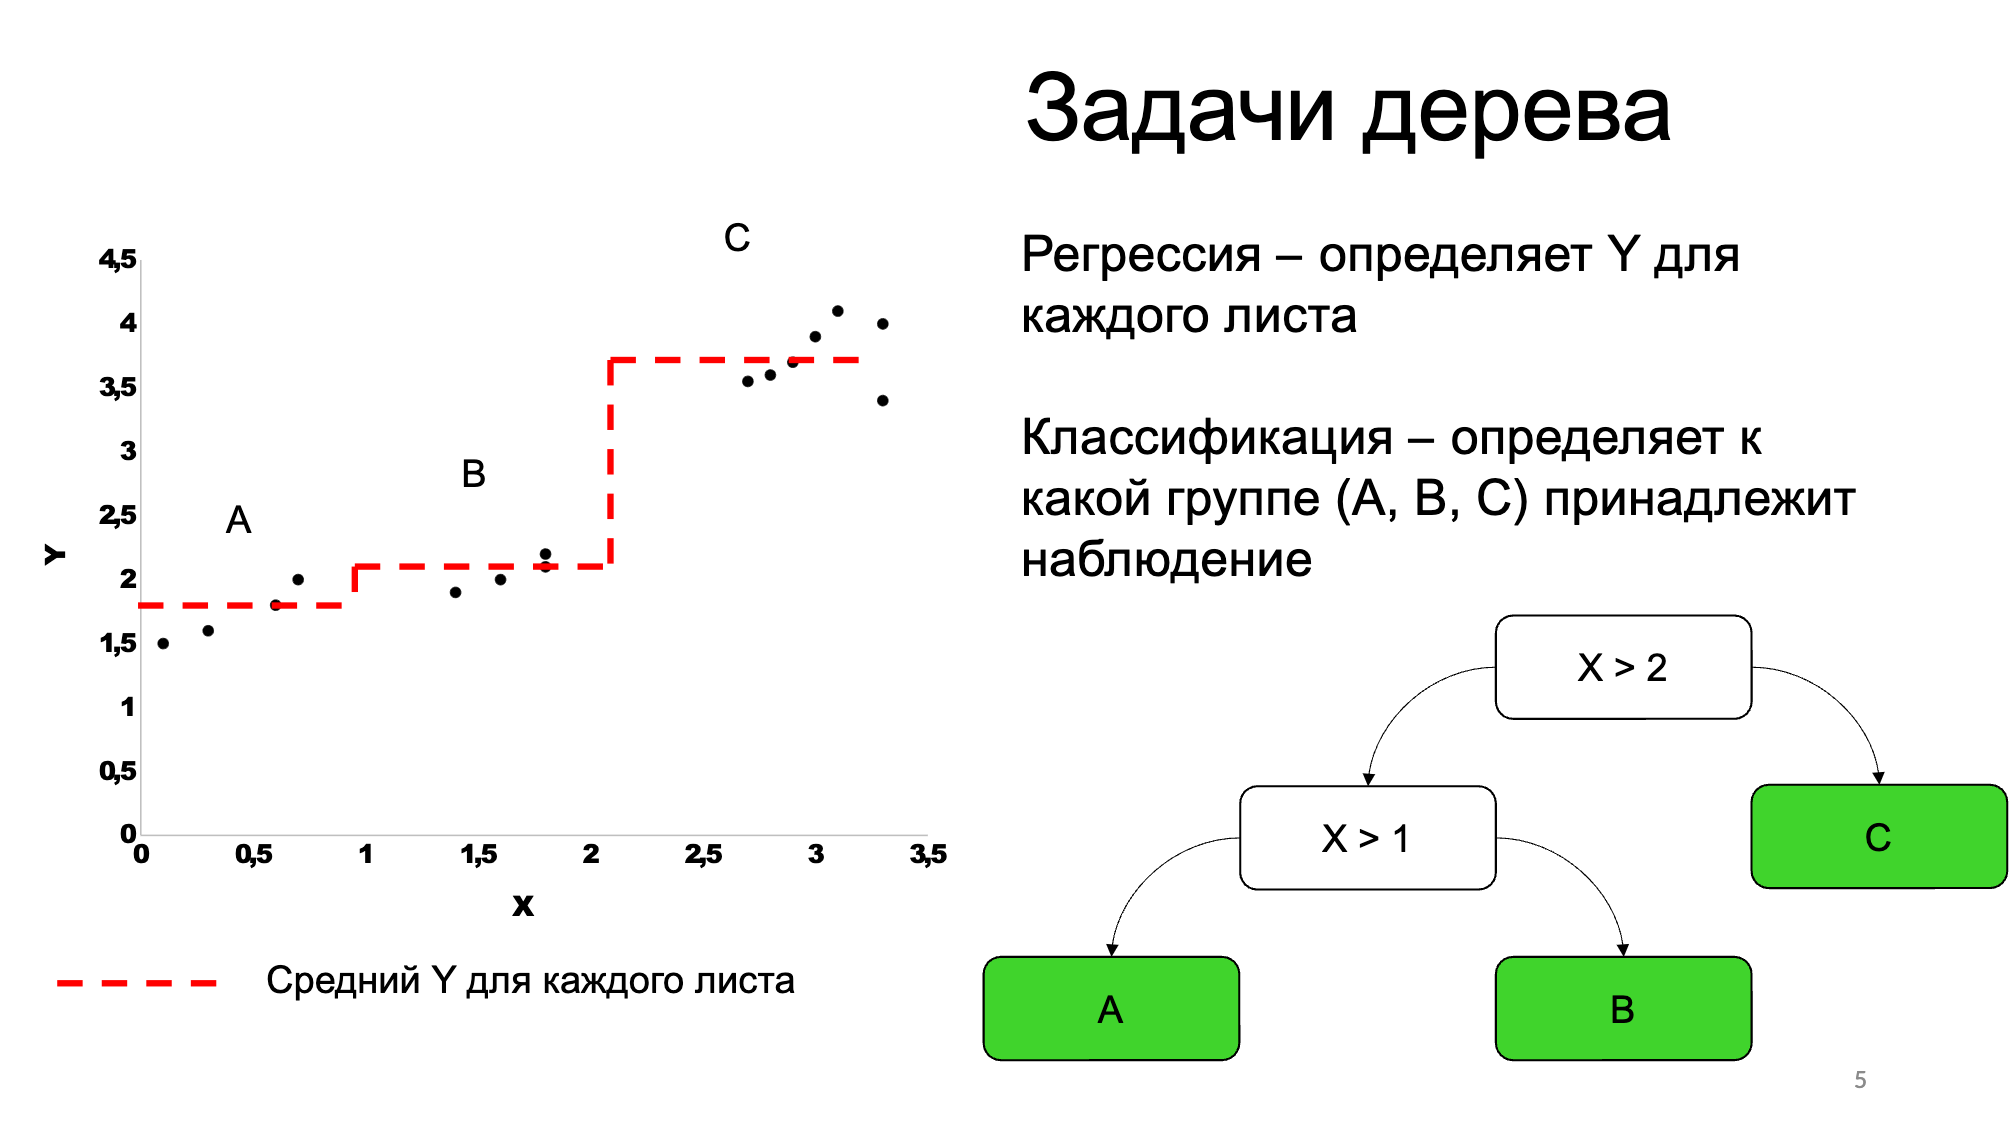 Задачи дерева
Регрессия – определяет Y для
каждого листа
Классификация – определяет к
какой группе (A, B, C) принадлежит
наблюдение
C
B
A
4,5
4
3,5
3
2,5
2
1,5
1
0,5
0
Y
0 0,5 1 1,5 2 2,5 3 3,5
X
Средний Y для каждого листа
X > 2
X > 1
C
A
B
5